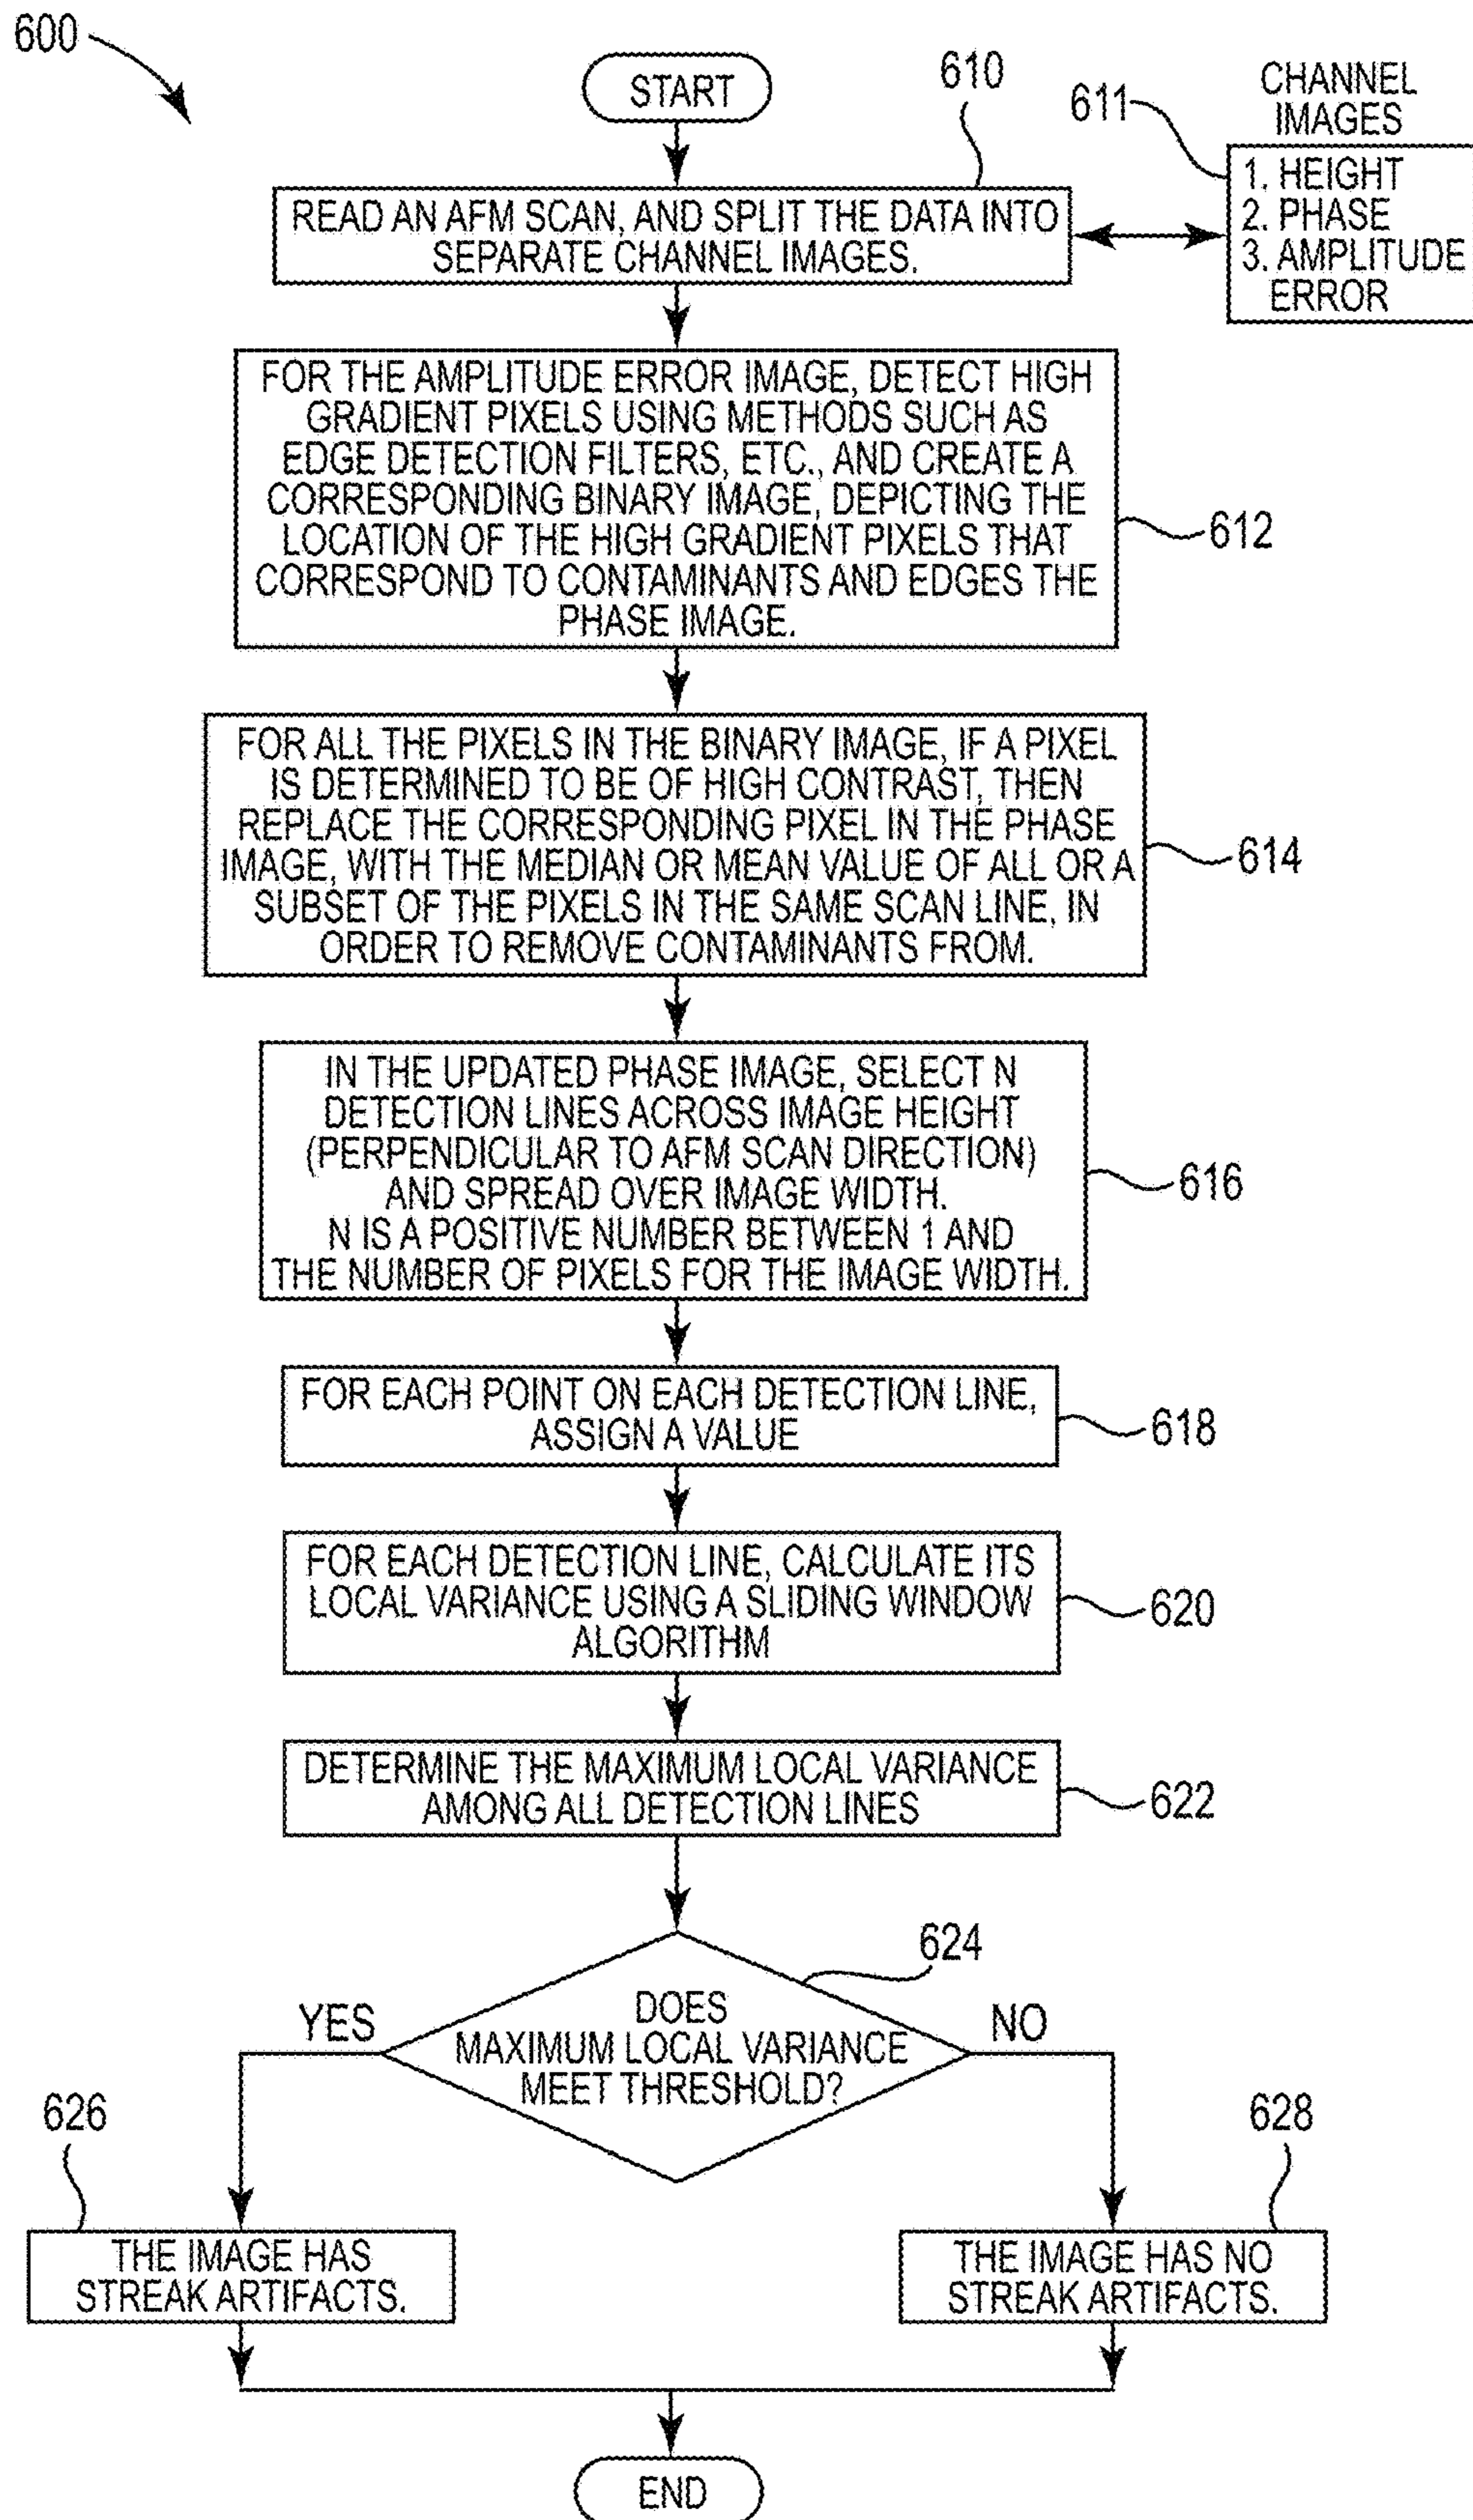 600
START
610
611
CHANNEL
IMAGES
1. HEIGHT
2. PHASE
3. AMPLITUDE
ERROR
READ AN AFM SCAN, AND SPLIT THE DATA INTO
SEPARATE CHANNEL IMAGES.
FOR THE AMPLITUDE ERROR IMAGE, DETECT HIGH
GRADIENT PIXELS USING METHODS SUCH AS
EDGE DETECTION FILTERS, ETC., AND CREATE A
CORRESPONDING BINARY IMAGE, DEPICTING THE
LOCATION OF THE HIGH GRADIENT PIXELS THAT
CORRESPOND TO CONTAMINANTS AND EDGES THE
PHASE IMAGE.
612
FOR ALL THE PIXELS IN THE BINARY IMAGE, IF A PIXEL
IS DETERMINED TO BE OF HIGH CONTRAST, THEN
REPLACE THE CORRESPONDING PIXEL IN THE PHASE
IMAGE, WITH THE MEDIAN OR MEAN VALUE OF ALL OR A
SUBSET OF THE PIXELS IN THE SAME SCAN LINE, IN
ORDER TO REMOVE CONTAMINANTS FROM.
614
IN THE UPDATED PHASE IMAGE, SELECT N
DETECTION LINES ACROSS IMAGE HEIGHT
(PERPENDICULAR TO AFM SCAN DIRECTION)
AND SPREAD OVER IMAGE WIDTH.
N IS A POSITIVE NUMBER BETWEEN 1 AND
THE NUMBER OF PIXELS FOR THE IMAGE WIDTH.
616
FOR EACH POINT ON EACH DETECTION LINE,
ASSIGN A VALUE
618
FOR EACH DETECTION LINE, CALCULATE ITS
LOCAL VARIANCE USING A SLIDING WINDOW
ALGORITHM
620
DETERMINE THE MAXIMUM LOCAL VARIANCE
AMONG ALL DETECTION LINES
622
624
DOES
MAXIMUM LOCAL VARIANCE
MEET THRESHOLD?
YES
NO
626
628
THE IMAGE HAS
STREAK ARTIFACTS.
THE IMAGE HAS NO
STREAK ARTIFACTS.
END